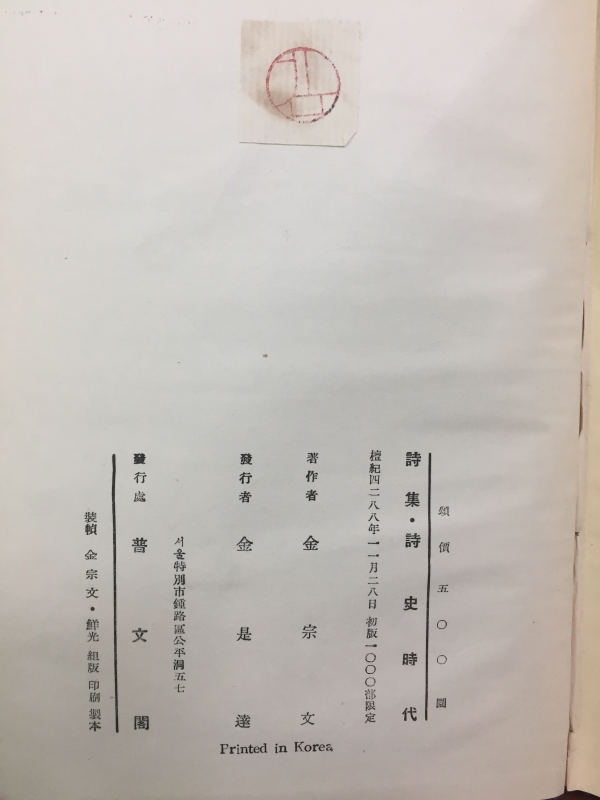 頒價五〇〇圜
詩集・詩史時代
檀紀四二八八年一一月二八日 初版一〇〇〇部限定
著作者 金宗文
發行者 金是達
서울特別市鍾路區公平洞五七
發行處 普文閣
裝幀 金宗文・鮮光 組版 印刷 製本
Printed in Korea